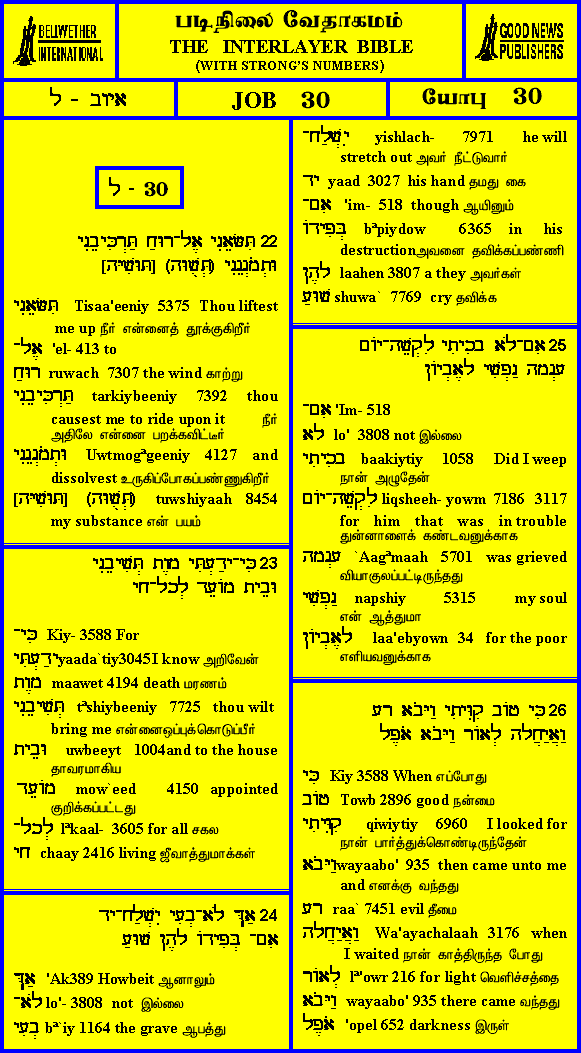 BELLWETHER
INTERNATIONAL
படிநிலை வேதாகமம்
THE INTERLAYER BIBLE
(WITH STRONG'S NUMBERS)
GOOD NEWS
PUBLISHERS
איוב - ל
JOB 30
யோபு 30
ל - 30
22 תִּשָּׂאֵנִי אֶל־רוּחַ תַּרְכִּיבֵנִי
וּתְמֹגְגֵנִי (תְּשֻׁוָּה) [תּוּשִׁיָּה]
תִּשָּׂאֵנִי Tisaa'eeniy 5375 Thou liftest
me up நீர் என்னைத் தூக்குகிறீர்
אֶל־ 'el- 413 to
רוּחַ ruwach 7307 the wind காற்று
תַּרְכִּיבֵנִי tarkiybeeniy 7392 thou
causest me to ride upon it நீர்
அதிலே என்னை பறக்கவிட்டீர்
וּתְמֹגְגֵנִי Uwtmogªgeeniy 4127 and
dissolvest உருகிப்போகப்பண்ணுகிறீர்
(תְּשֻׁוָּה) [תּוּשִׁיָּה] tuwshiyaah 8454
my substance என் பயம்
23 כִּי־יָדַעְתִּי מָוֶת תְּשִׁיבֵנִי
וּבֵית מוֹעֵד לְכָל־חָי
כִּי־ Kiy- 3588 For
יָדַעְתִּי yaada`tiy3045I know அறிவேன்
מָוֶת maawet 4194 death மரணம்
תְּשִׁיבֵנִי tªshiybeeniy 7725 thou wilt
bring me என்னைஒப்புக்கொடுப்பீர்
וּבֵית uwbeeyt 1004and to the house
தாவரமாகிய
מוֹעֵד mow`eed 4150 appointed
குறிக்கப்பட்டது
לְכָל־ lªkaal- 3605 for all சகல
חָי chaay 2416 living ஜீவாத்துமாக்கள்
24 אַךְ לֹא־בְעִי יִשְׁלַח־יָד
אִם־ בְּפִידוֹ לָהֶן שׁוּעַ
אַךְ 'Ak389 Howbeit ஆனாலும்
לֹא־ lo'- 3808 not இல்லை
בְעִי bª`iy 1164 the grave ஆபத்து
יִשְׁלַח־ yishlach- 7971 he will
stretch out அவர் நீட்டுவார்
יָד yaad 3027 his hand தமது கை
אִם־ 'im- 518 though ஆயினும்
בְּפִידוֹ bªpiydow 6365 in his
destructionஅவனை தவிக்கப்பண்ணி
לָהֶן laahen 3807 a they அவர்கள்
שׁוּעַ shuwa` 7769 cry தவிக்க
25 אִם־לֹא בָכִיתִי לִקְשֵׁה־יוֹם
עָגְמָה נַפְשִׁי לָאֶבְיוֹן
אִם־ 'Im- 518
לֹא lo' 3808 not இல்லை
בָכִיתִי baakiytiy 1058 Did I weep
நான் அழுதேன்
לִקְשֵׁה־יוֹם liqsheeh- yowm 7186 3117
for him that was in trouble
துன்னாளைக் கண்டவனுக்காக
עָגְמָה `Aagªmaah 5701 was grieved
வியாகுலப்பட்டிருந்தது
נַפְשִׁי napshiy 5315 my soul
என் ஆத்துமா
לָאֶבְיוֹן laa'ebyown 34 for the poor
எளியவனுக்காக
26 כִּי טוֹב קִוִּיתִי וַיָּבֹא רָע
וַאֲיַחֲלָה לְאוֹר וַיָּבֹא אֹפֶל
כִּי Kiy 3588 When எப்போது
טוֹב Towb 2896 good நன்மை
קִוִּיתִי qiwiytiy 6960 I looked for
நான் பார்த்துக்கொண்டிருந்தேன்
וַיָּבֹא wayaabo' 935 then came unto me
and எனக்கு வந்தது
רָע raa` 7451 evil தீமை
וַאֲיַחֲלָה Wa'ayachalaah 3176 when
I waited நான் காத்திருந்த போது
לְאוֹר lª'owr 216 for light வெளிச்சத்தை
וַיָּבֹא wayaabo' 935 there came வந்தது
אֹפֶל 'opel 652 darkness இருள்